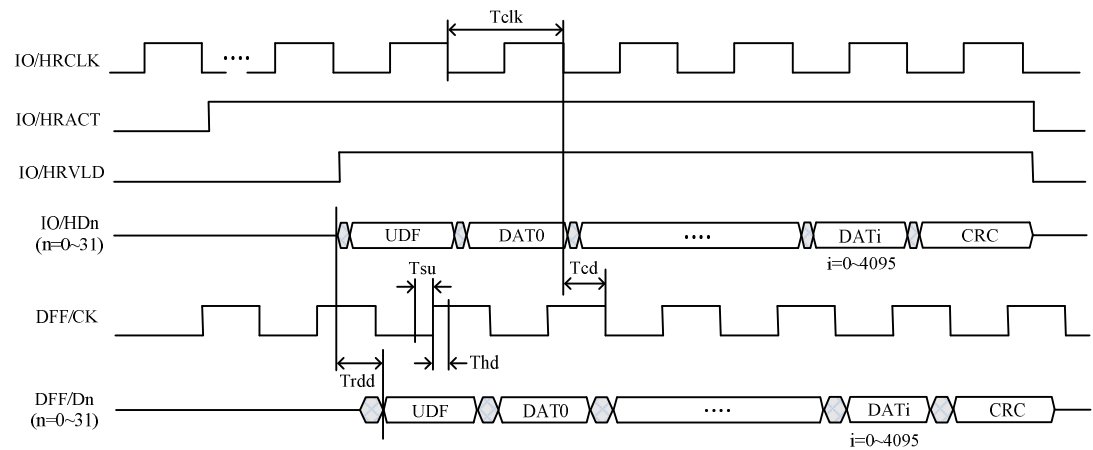 Tclk
IO/HRCLK
....
IO/HRACT
IO/HRVLD
IO/HDn
(n=0~31)
UDF
DAT0
....
DATi
CRC
i=0~4095
Tsu
Tcd
DFF/CK
Thd
Trdd
DFF/Dn
(n=0~31)
UDF
DAT0
....
DATi
CRC
i=0~4095